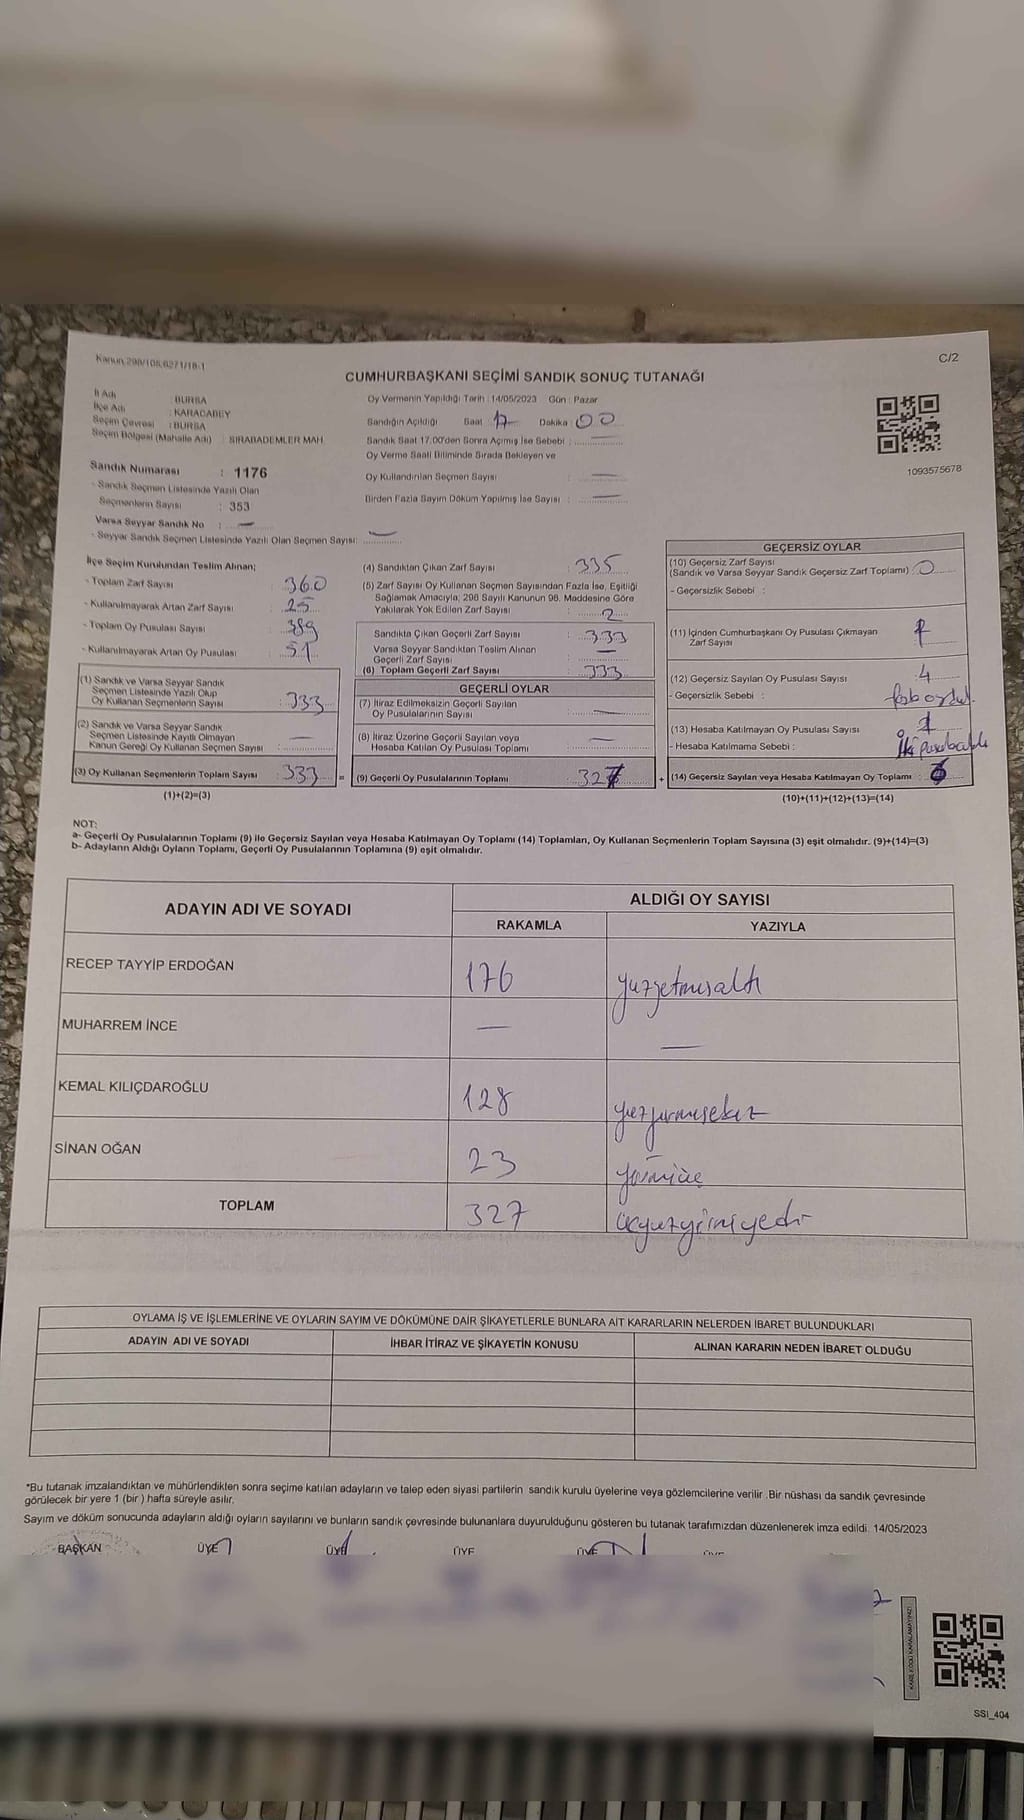 Kanun 298/105,6271/18-1
C/2
CUMHURBAŞKANI SEÇİMİ SANDIK SONUÇ TUTANAĞI
İl Adı : BURSA
İlçe Adı : KARACABEY
Seçim Çevresi : BURSA
Seçim Bölgesi (Mahalle Adı) : SIRABADEMLER MAH.
Sandık Numarası : 1176
- Sandık Seçmen Listesinde Yazılı Olan
Seçmenlerin Sayısı : 353
Varsa Seyyar Sandık No : —
- Seyyar Sandık Seçmen Listesinde Yazılı Olan Seçmen Sayısı: —
Oy Vermenin Yapıldığı Tarih : 14/05/2023 Gün : Pazar
Sandığın Açıldığı Saat : 17 Dakika : 00
Sandık Saat 17.00'den Sonra Açımış İse Sebebi : —
Oy Verme Saati Bitiminde Sırada Bekleyen ve
Oy Kullandırılan Seçmen Sayısı : —
Birden Fazla Sayım Döküm Yapılmış İse Sayısı : —
1093575678
İlçe Seçim Kurulundan Teslim Alınan;
- Toplam Zarf Sayısı : 360
- Kullanılmayarak Artan Zarf Sayısı : 25
- Toplam Oy Pusulası Sayısı : 389
- Kullanılmayarak Artan Oy Pusulası : 51
(1) Sandık ve Varsa Seyyar Sandık
Seçmen Listesinde Yazılı Olup
Oy Kullanan Seçmenlerin Sayısı : 333
(2) Sandık ve Varsa Seyyar Sandık
Seçmen Listesinde Kayıtlı Olmayan
Kanun Gereği Oy Kullanan Seçmen Sayısı : —
(3) Oy Kullanan Seçmenlerin Toplam Sayısı : 333 =
(1)+(2)=(3)
(4) Sandıktan Çıkan Zarf Sayısı : 335
(5) Zarf Sayısı Oy Kullanan Seçmen Sayısından Fazla İse, Eşitliği
Sağlamak Amacıyla; 298 Sayılı Kanunun 98. Maddesine Göre
Yakılarak Yok Edilen Zarf Sayısı : 2
Sandıkta Çıkan Geçerli Zarf Sayısı : 333
Varsa Seyyar Sandıktan Teslim Alınan
Geçerli Zarf Sayısı : —
(6) Toplam Geçerli Zarf Sayısı : 333
GEÇERLİ OYLAR
(7) İtiraz Edilmeksizin Geçerli Sayılan
Oy Pusulalarının Sayısı : —
(8) İtiraz Üzerine Geçerli Sayılan veya
Hesaba Katılan Oy Pusulası Toplamı : —
(9) Geçerli Oy Pusulalarının Toplamı : 327 +
GEÇERSİZ OYLAR
(10) Geçersiz Zarf Sayısı
(Sandık ve Varsa Seyyar Sandık Geçersiz Zarf Toplamı) : 0
- Geçersizlik Sebebi :
(11) İçinden Cumhurbaşkanı Oy Pusulası Çıkmayan
Zarf Sayısı
(12) Geçersiz Sayılan Oy Pusulası Sayısı : 4
- Geçersizlik Sebebi :
(13) Hesaba Katılmayan Oy Pusulası Sayısı : 1
- Hesaba Katılmama Sebebi :
(14) Geçersiz Sayılan veya Hesaba Katılmayan Oy Toplamı : 6
(10)+(11)+(12)+(13)=(14)
NOT:
a- Geçerli Oy Pusulalarının Toplamı (9) ile Geçersiz Sayılan veya Hesaba Katılmayan Oy Toplamı (14) Toplamları, Oy Kullanan Seçmenlerin Toplam Sayısına (3) eşit olmalıdır. (9)+(14)=(3)
b- Adayların Aldığı Oyların Toplamı, Geçerli Oy Pusulalarının Toplamına (9) eşit olmalıdır.
ADAYIN ADI VE SOYADI
ALDIĞI OY SAYISI
RAKAMLA YAZIYLA
RECEP TAYYİP ERDOĞAN 176 yüzyetmişaltı
MUHARREM İNCE — —
KEMAL KILIÇDAROĞLU 128 yüzyirmisekiz
SİNAN OĞAN 23 yirmiüç
TOPLAM 327 üçyüzyirmiyedi
OYLAMA İŞ VE İŞLEMLERİNE VE OYLARIN SAYIM VE DÖKÜMÜNE DAİR ŞİKAYETLERLE BUNLARA AİT KARARLARIN NELERDEN İBARET BULUNDUKLARI
ADAYIN ADI VE SOYADI İHBAR İTİRAZ VE ŞİKAYETİN KONUSU ALINAN KARARIN NEDEN İBARET OLDUĞU
*Bu tutanak imzalandıktan ve mühürlendikten sonra seçime katılan adayların ve talep eden siyasi partilerin sandık kurulu üyelerine veya gözlemcilerine verilir .Bir nüshası da sandık çevresinde
görülecek bir yere 1 (bir ) hafta süreyle asılır.
Sayım ve döküm sonucunda adayların aldığı oyların sayılarını ve bunların sandık çevresinde bulunanlara duyurulduğunu gösteren bu tutanak tarafımızdan düzenlenerek imza edildi. 14/05/2023
BAŞKAN ÜYE ÜYE ÜYE ÜYE ÜYE
KARE KODU KARALAMAYINIZ!
SSI_404